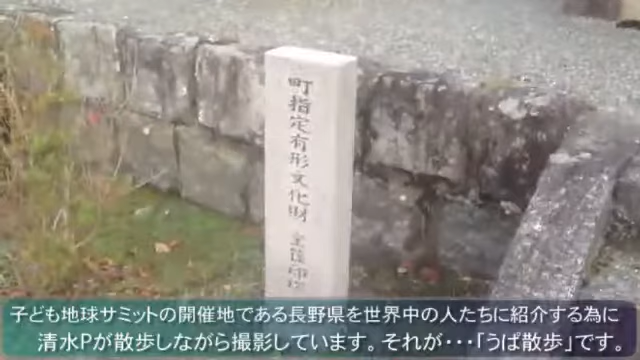 町指定有形文化財
子ども地球サミットの開催地である長野県を世界中の人たちに紹介する為に
清水Pが散歩しながら撮影しています。それが・・・「うば散歩」です。